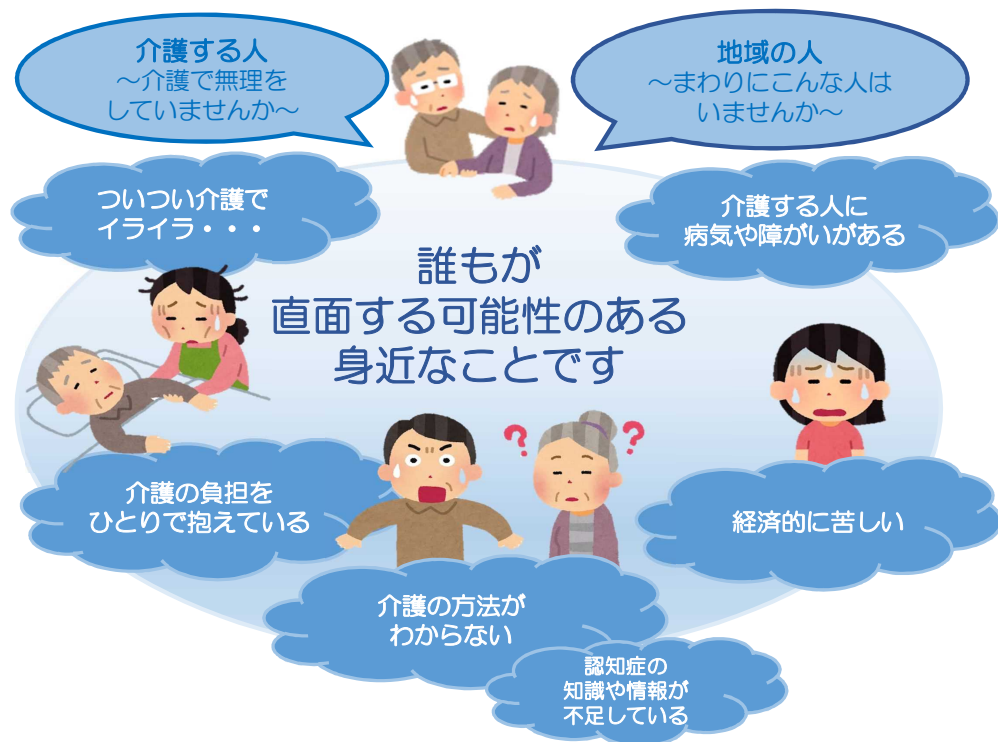 介護する人
～介護で無理を
していませんか～
地域の人
～まわりにこんな人は
いませんか～
ついつい介護で
イライラ・・・
介護する人に
病気や障がいがある
誰もが
直面する可能性のある
身近なことです
介護の負担を
ひとりで抱えている
経済的に苦しい
介護の方法が
わからない
認知症の
知識や情報が
不足している